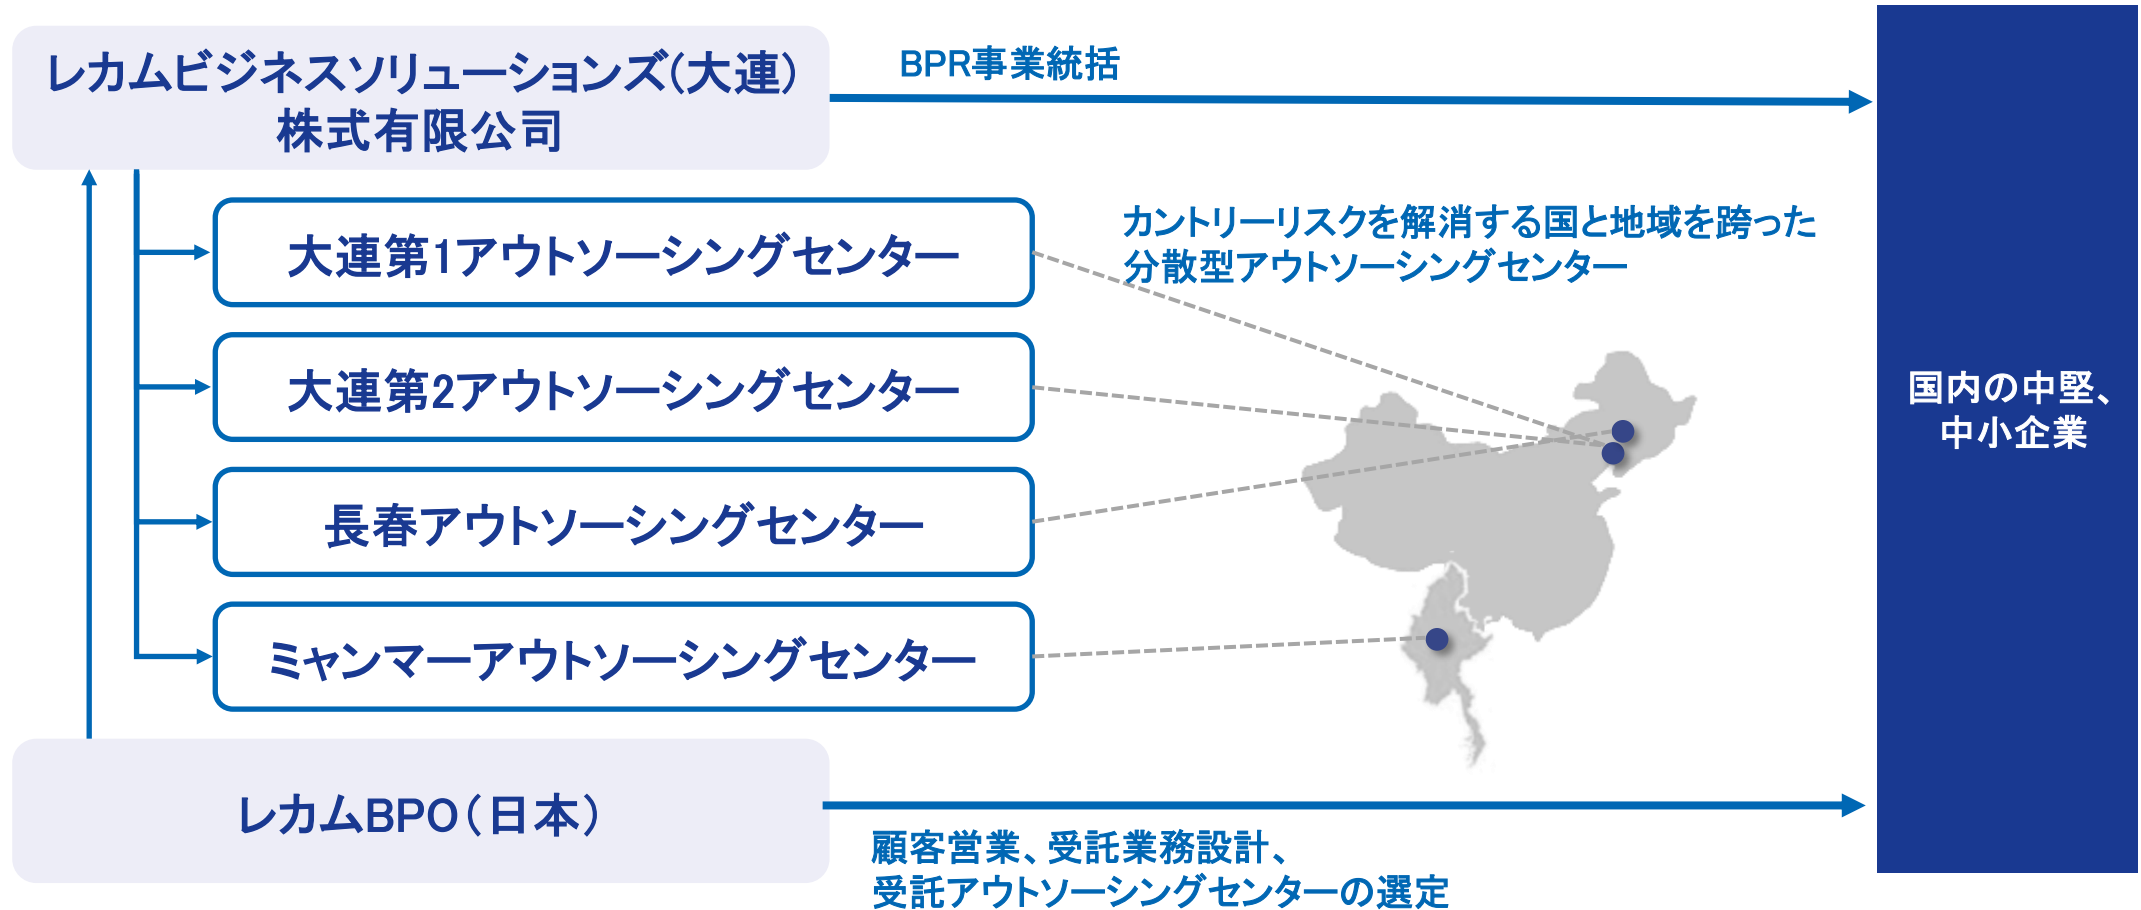 レカムビジネスソリューションズ(大連)
株式有限公司
BPR事業統括
大連第1アウトソーシングセンター
カントリーリスクを解消する国と地域を跨った
分散型アウトソーシングセンター
大連第2アウトソーシングセンター
国内の中堅、
中小企業
長春アウトソーシングセンター
ミャンマーアウトソーシングセンター
レカムBPO(日本)
顧客営業、受託業務設計、
受託アウトソーシングセンターの選定